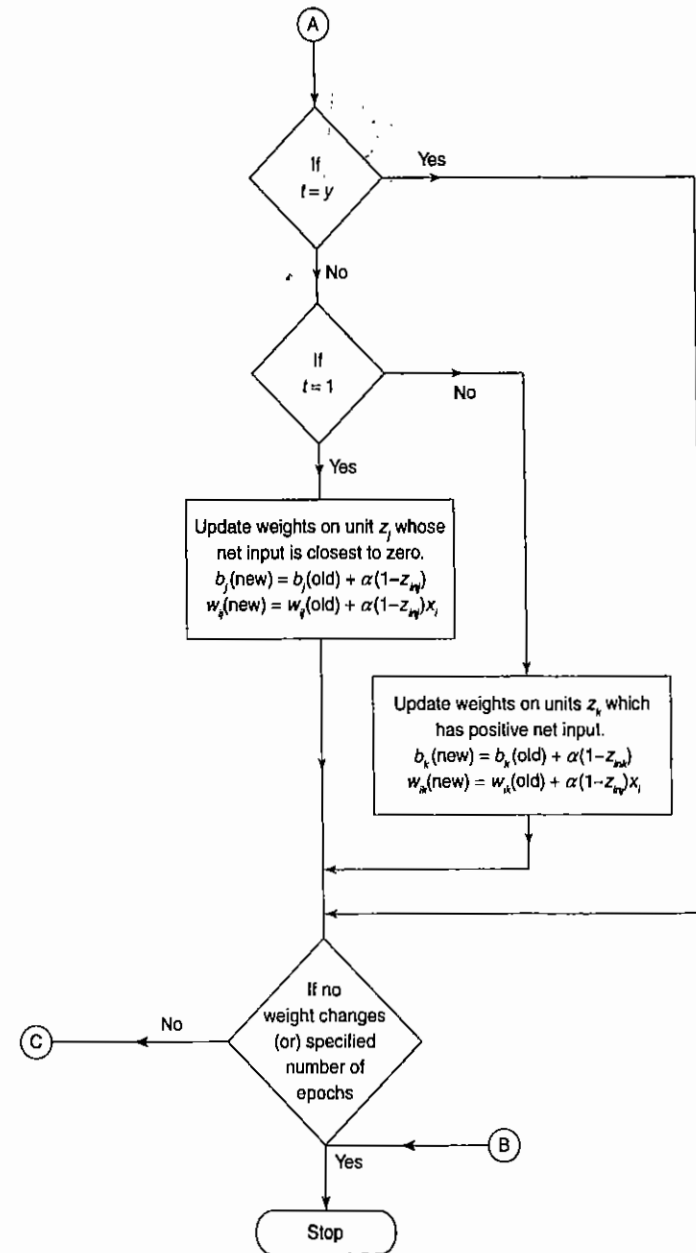 A
If
t = y
Yes
No
If
t = 1
No
Yes
Update weights on unit z_j whose
net input is closest to zero.
b_j(new) = b_j(old) + α(1–z_inj)
w_ij(new) = w_ij(old) + α(1–z_inj)x_i
Update weights on units z_k which
has positive net input.
b_k(new) = b_k(old) + α(1–z_ink)
w_ik(new) = w_ik(old) + α(1–z_inj)x_i
If no
weight changes
(or) specified
number of
epochs
No
C
B
Yes
Stop